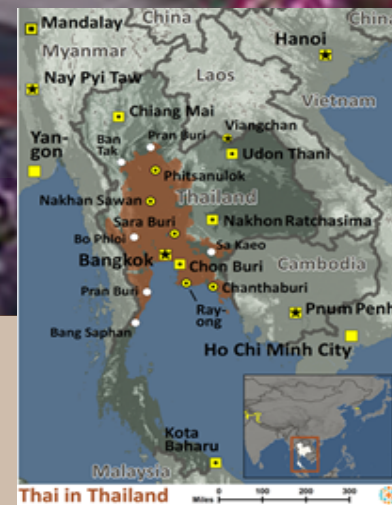 China
China
Mandalay
Hanoi
Myanmar
Laos
Nay Pyi Taw
Vietnam
Chiang Mai
Viangchan
Pran Buri
Ban
Tak
Yan-
gon
Udon Thani
Phitsanulok
Nakhan Sawan
Thailand
Sara Buri
Nakhon Ratchasima
Bo Phloi
Sa Kaeo
Bangkok
Chon Buri
Cambodia
Chanthaburi
Pran Buri
Ray-
ong
Pnum Penh
Bang Saphan
Ho Chi Minh City
Kota
Baharu
Malaysia
Thai in Thailand
Miles
0
100
200
300